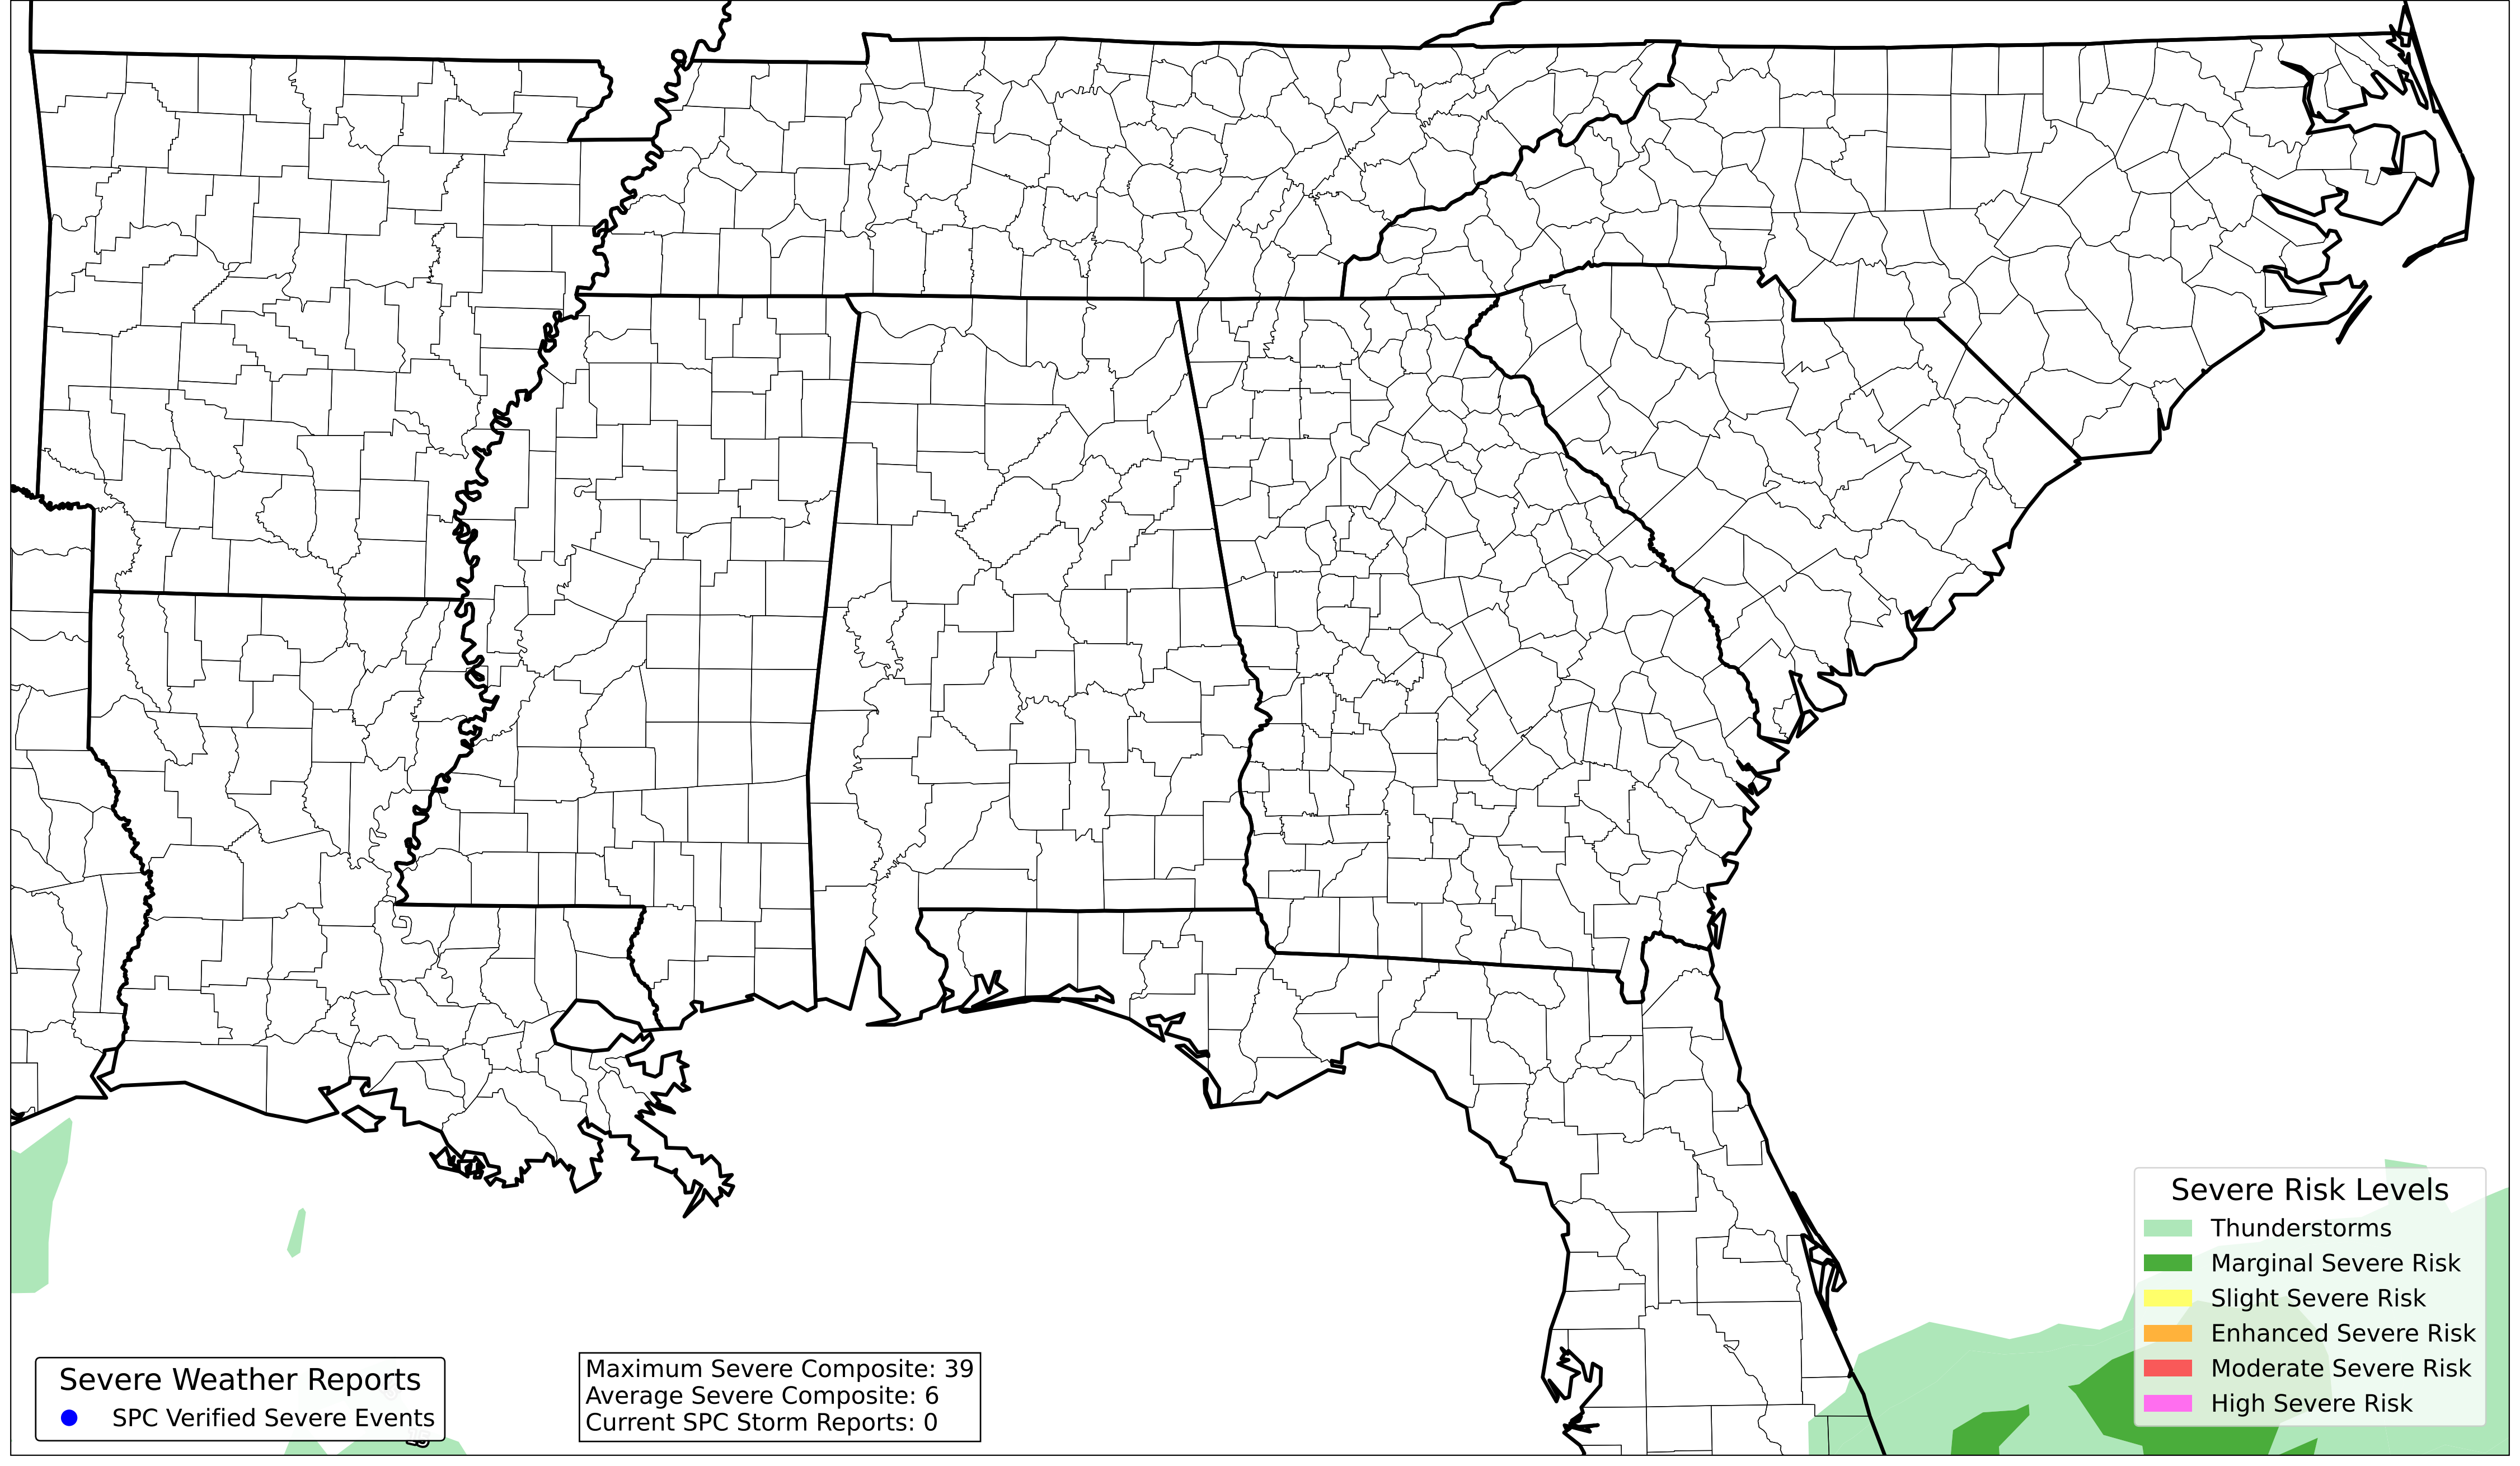 Severe Risk Levels
Thunderstorms
Marginal Severe Risk
Slight Severe Risk
Enhanced Severe Risk
Moderate Severe Risk
High Severe Risk
Severe Weather Reports
SPC Verified Severe Events
Maximum Severe Composite: 39
Average Severe Composite: 6
Current SPC Storm Reports: 0